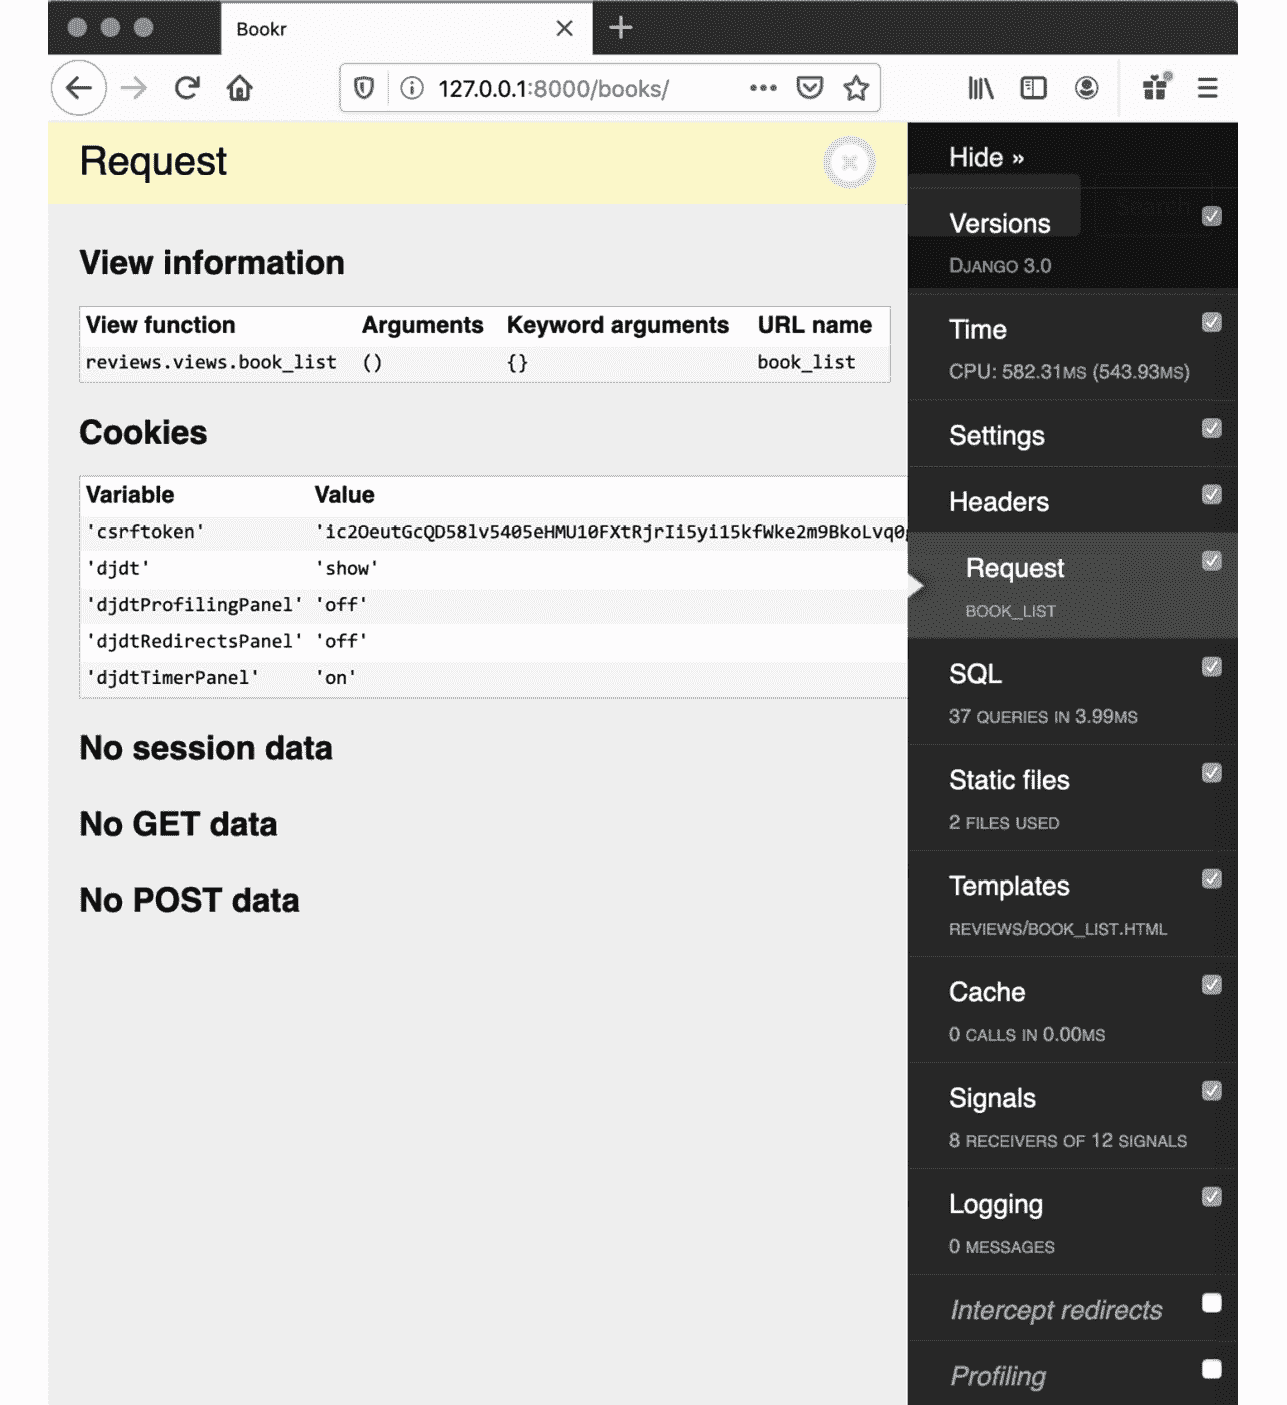 Bookr
127.0.0.1:8000/books/
Request
View information
View function Arguments Keyword arguments URL name
reviews.views.book_list () {} book_list
Cookies
Variable Value
'csrftoken'
'djdt' 'show'
'djdtProfilingPanel' 'off'
'djdtRedirectsPanel' 'off'
'djdtTimerPanel' 'on'
No session data
No GET data
No POST data
Hide »
Search
Versions
DJANGO 3.0
Time
CPU: 582.31MS (543.93MS)
Settings
Headers
Request
BOOK_LIST
SQL
37 QUERIES IN 3.99MS
Static files
2 FILES USED
Templates
REVIEWS/BOOK_LIST.HTML
Cache
0 CALLS IN 0.00MS
Signals
8 RECEIVERS OF 12 SIGNALS
Logging
0 MESSAGES
Intercept redirects
Profiling